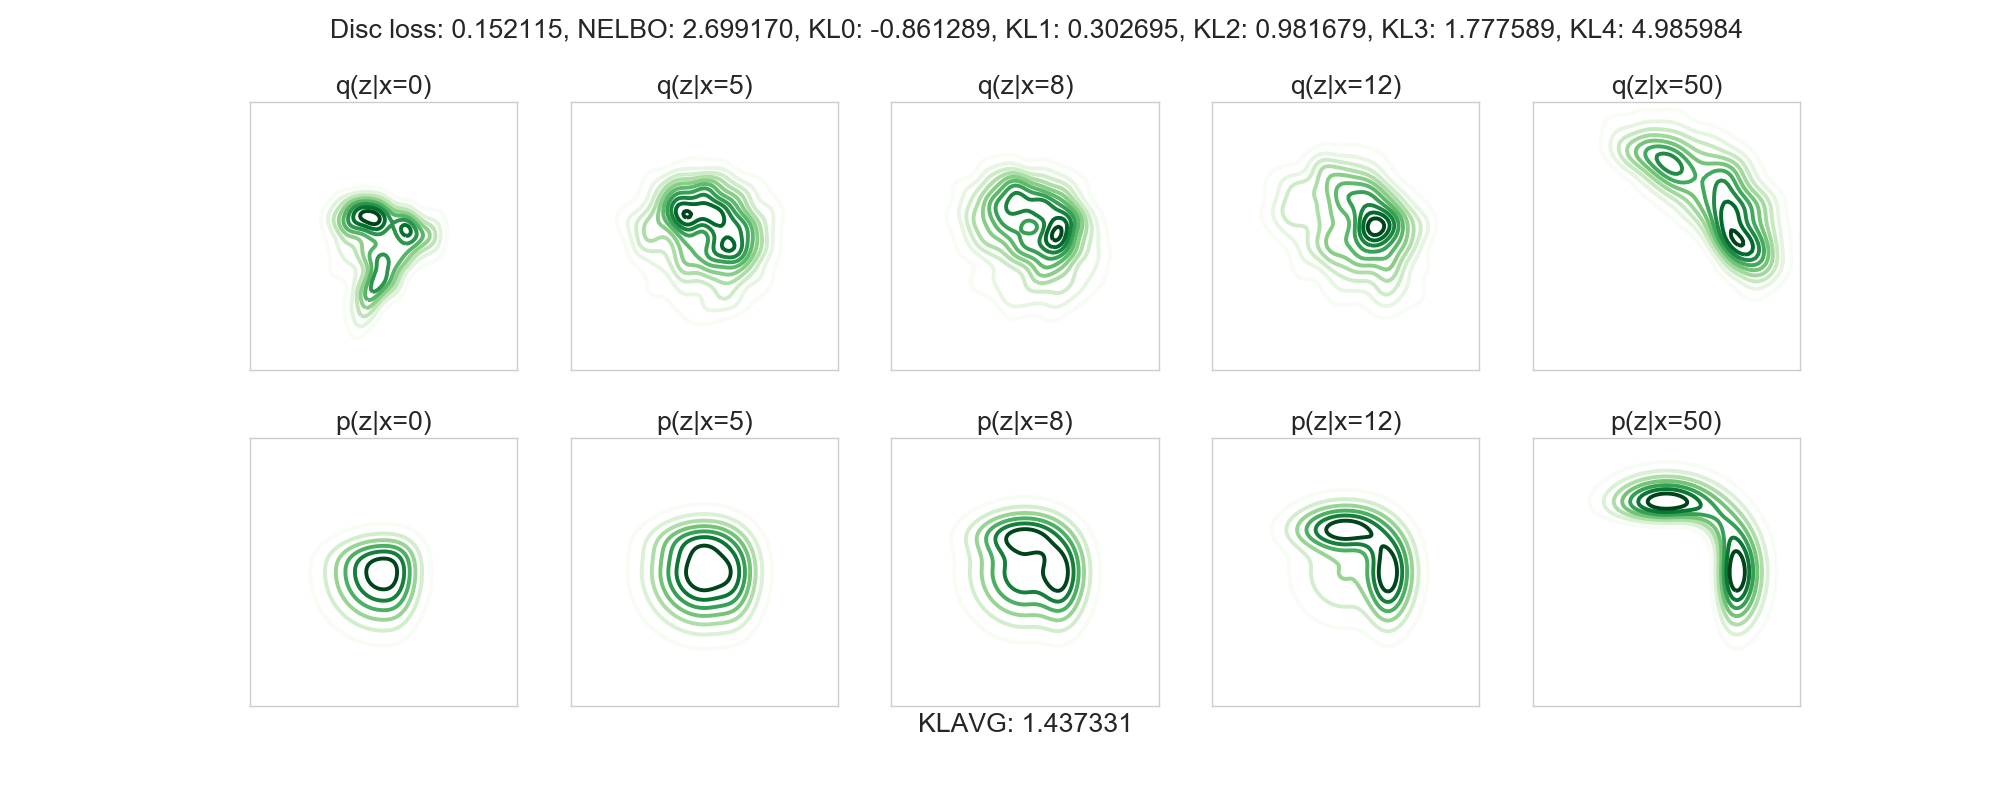 Disc loss: 0.152115, NELBO: 2.699170, KL0: -0.861289, KL1: 0.302695, KL2: 0.981679, KL3: 1.777589, KL4: 4.985984
q(z|x=0) q(z|x=5) q(z|x=8) q(z|x=12) q(z|x=50)
p(z|x=0) p(z|x=5) p(z|x=8) p(z|x=12) p(z|x=50)
KLAVG: 1.437331